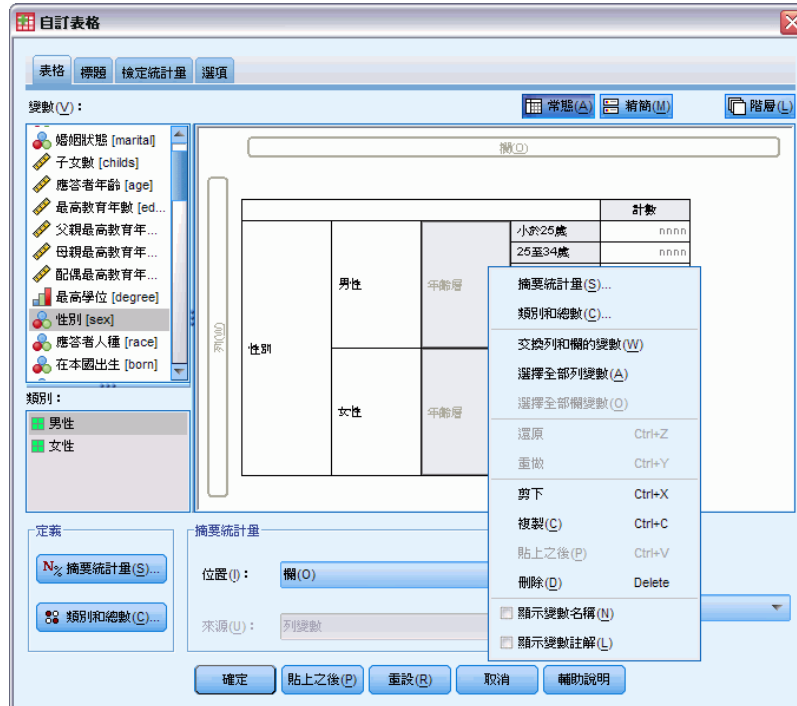 自訂表格
表格 標題 檢定統計量 選項
變數(V)：
常態(A) 精簡(M) 階層(L)
婚姻狀態 [marital]
子女數 [childs]
應答者年齡 [age]
最高教育年數 [ed...
父親最高教育年...
母親最高教育年...
配偶最高教育年...
最高學位 [degree]
性別 [sex]
應答者人種 [race]
在本國出生 [born]
類別：
男性
女性
欄(O)
列(W)
計數
性別
男性
年齡層
小於25歲 nnnn
25至34歲 nnnn
女性
年齡層
摘要統計量(S)...
類別和總數(C)...
交換列和欄的變數(W)
選擇全部列變數(A)
選擇全部欄變數(O)
還原 Ctrl+Z
重做 Ctrl+Y
剪下 Ctrl+X
複製(C) Ctrl+C
貼上之後(P) Ctrl+V
刪除(D) Delete
顯示變數名稱(N)
顯示變數註解(L)
定義
N% 摘要統計量(S)...
類別和總數(C)...
摘要統計量
位置(I)： 欄(O)
來源(U)： 列變數
確定 貼上之後(P) 重設(R) 取消 輔助說明